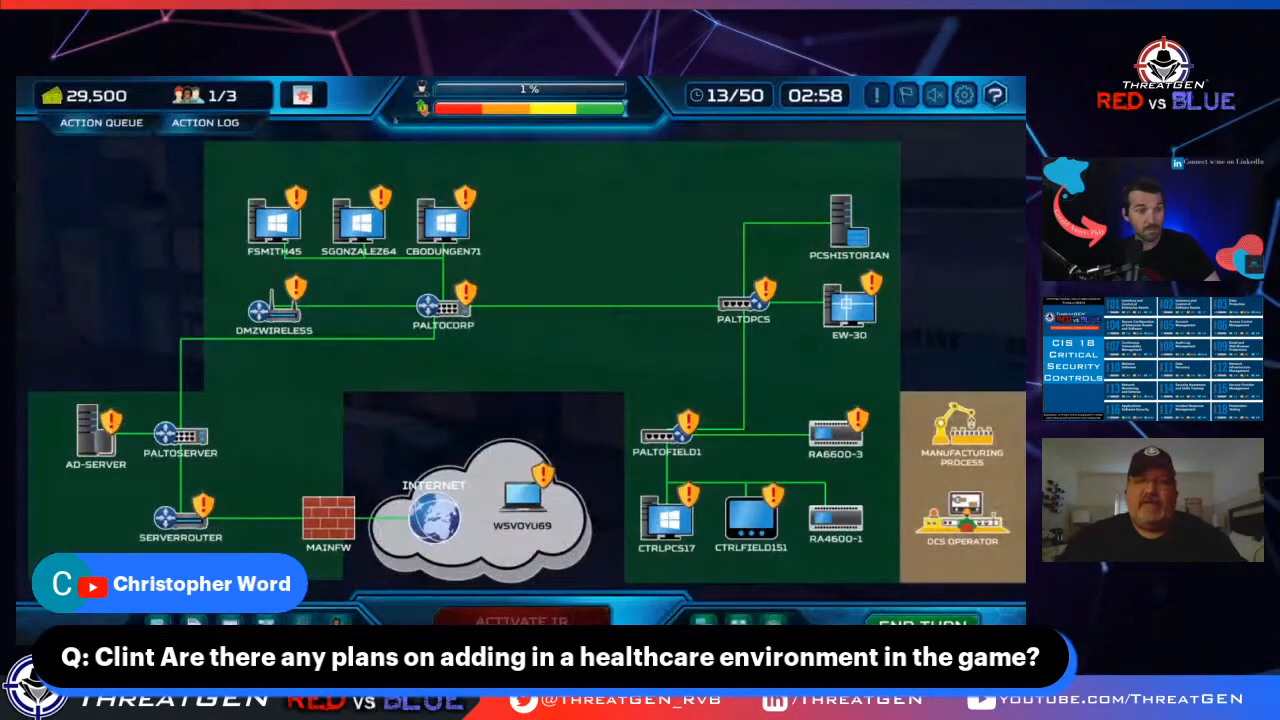 THREATGEN
RED VS BLUE
29,500
1/3
1 %
13/50
02:58
ACTION QUEUE
ACTION LOG
Connect w/me on LinkedIn
FSMITH45
SGONZALEZ64
CBODUNGEN71
PCSHISTORIAN
DMZWIRELESS
PALTOCORP
PALTOPCS
EW-30
CIS 18
CRITICAL
SECURITY
CONTROLS
AD-SERVER
PALTOSERVER
INTERNET
WSVOYU69
PALTOFIELD1
RA6600-3
MANUFACTURING
PROCESS
SERVERROUTER
MAINFW
CTRLPCS17
CTRLFIELD151
RA4600-1
DCS OPERATOR
C
Christopher Word
ACTIVATE IR
END TURN
Q: Clint Are there any plans on adding in a healthcare environment in the game?
THREATGEN RED VS BLUE
@THREATGEN_RVB
/THREATGEN
YOUTUBE.COM/THREATGEN